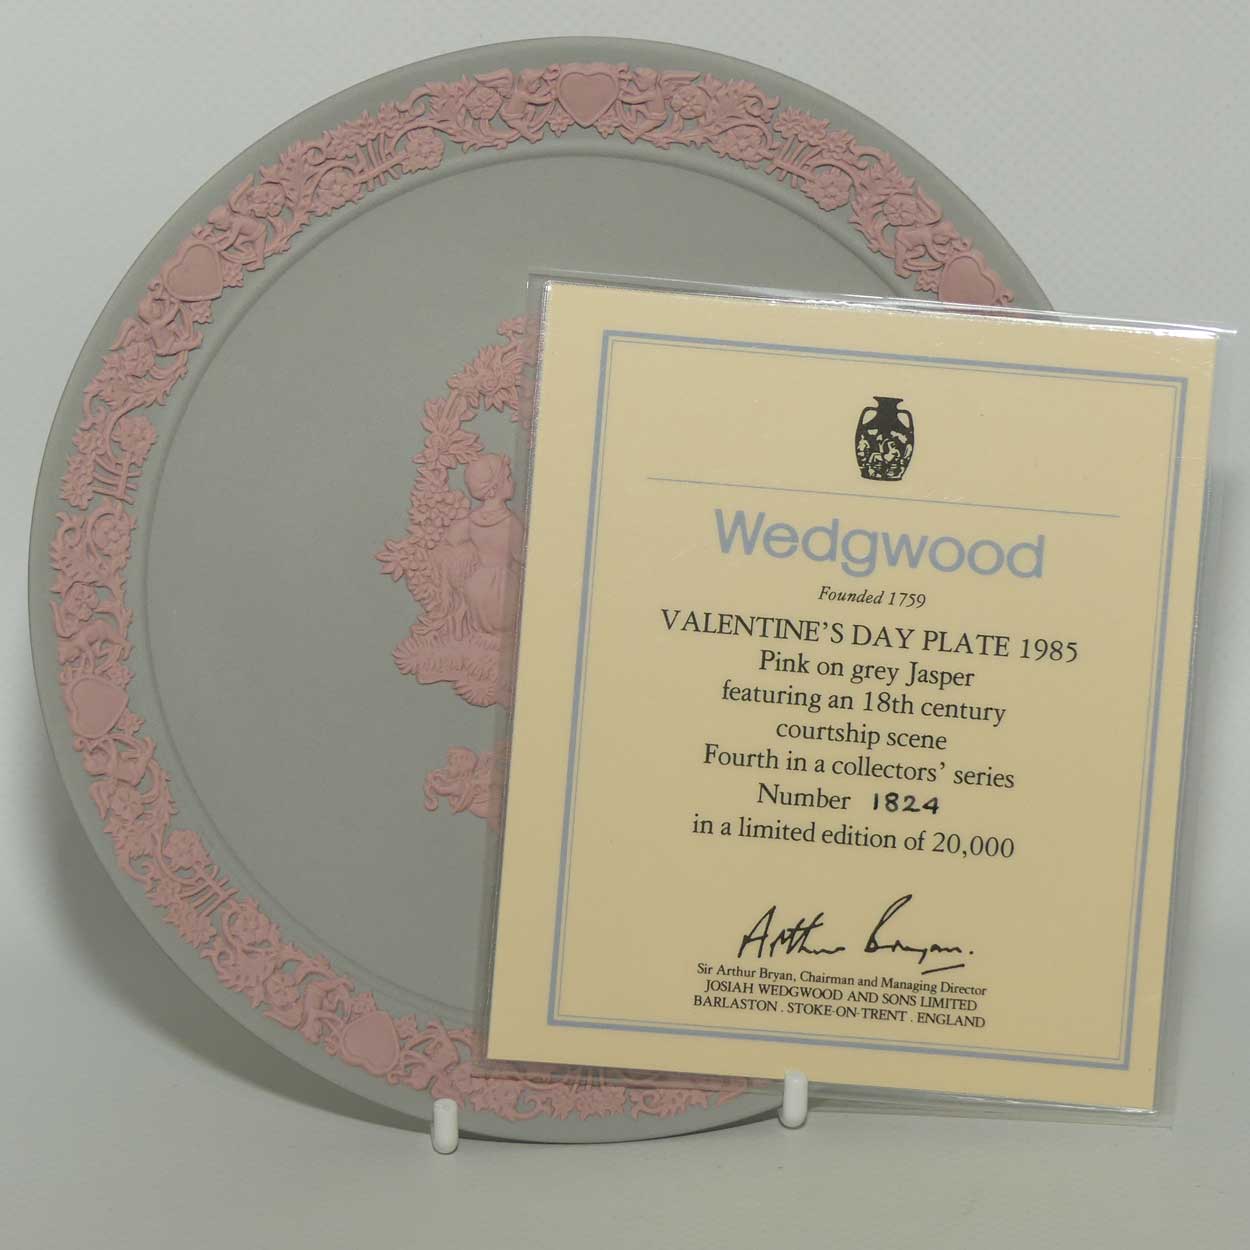 Wedgwood
Founded 1759
VALENTINE'S DAY PLATE 1985
Pink on grey Jasper
featuring an 18th century
courtship scene
Fourth in a collectors' series
Number 1824
in a limited edition of 20,000
Arthur Bryan.
Sir Arthur Bryan, Chairman and Managing Director
JOSIAH WEDGWOOD AND SONS LIMITED
BARLASTON . STOKE-ON-TRENT . ENGLAND